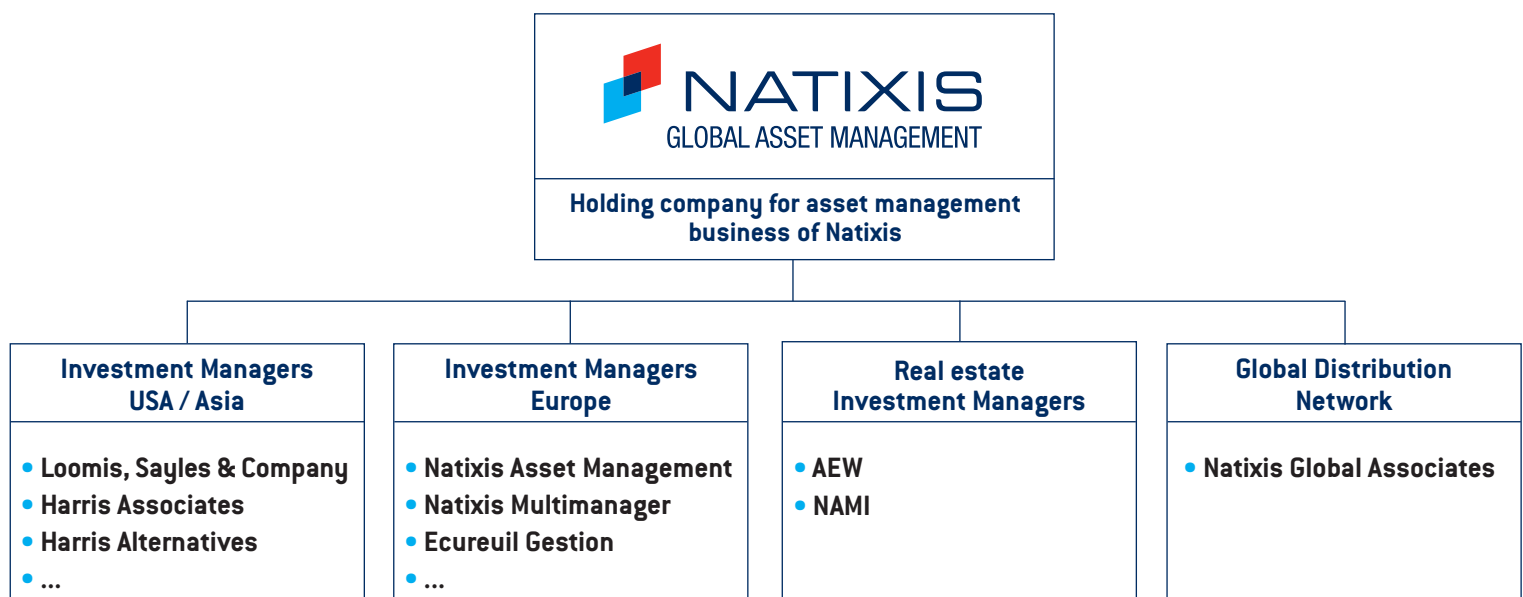 NATIXIS
GLOBAL ASSET MANAGEMENT
Holding company for asset management
business of Natixis
Investment Managers
USA / Asia
• Loomis, Sayles & Company
• Harris Associates
• Harris Alternatives
• ...
Investment Managers
Europe
• Natixis Asset Management
• Natixis Multimanager
• Ecureuil Gestion
• ...
Real estate
Investment Managers
• AEW
• NAMI
Global Distribution
Network
• Natixis Global Associates